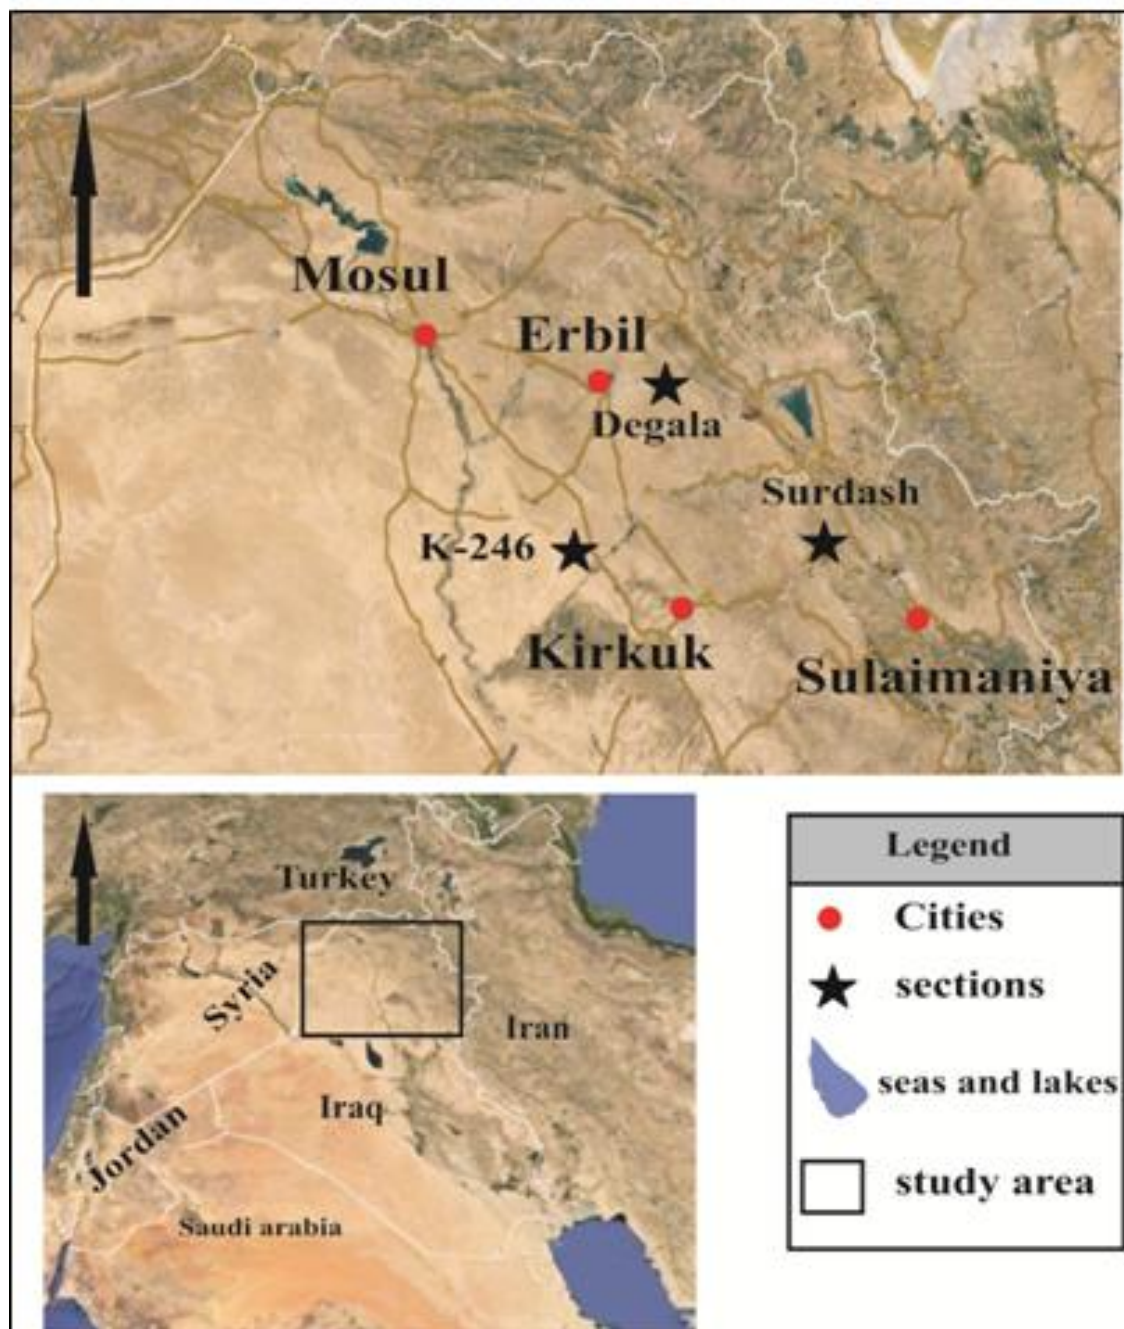 Mosul
Erbil
Degala
Surdash
K-246
Kirkuk
Sulaimaniya
Turkey
Syria
Iran
Iraq
Jordan
Saudi arabia
Legend
Cities
sections
seas and lakes
study area